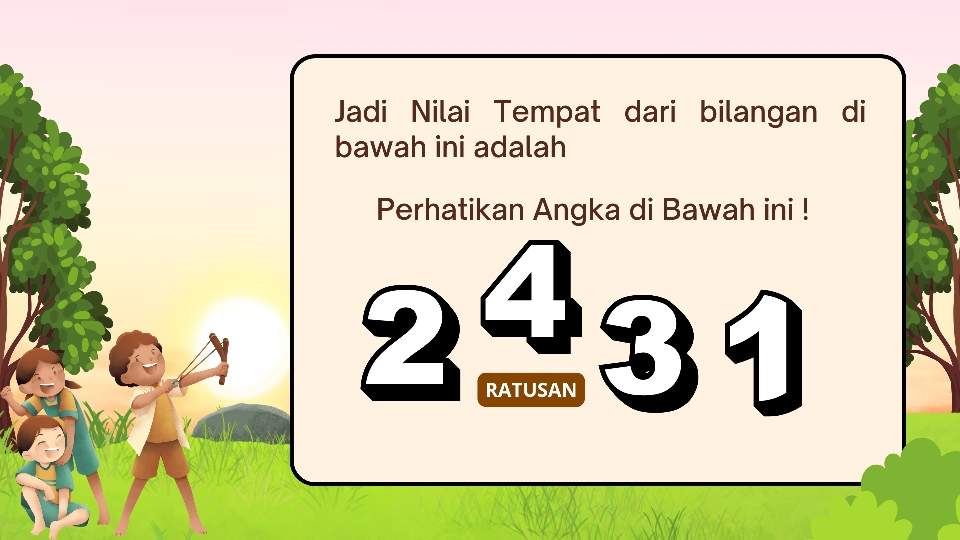 Jadi Nilai Tempat dari bilangan di
bawah ini adalah
Perhatikan Angka di Bawah ini !
2 4 3 1
RATUSAN